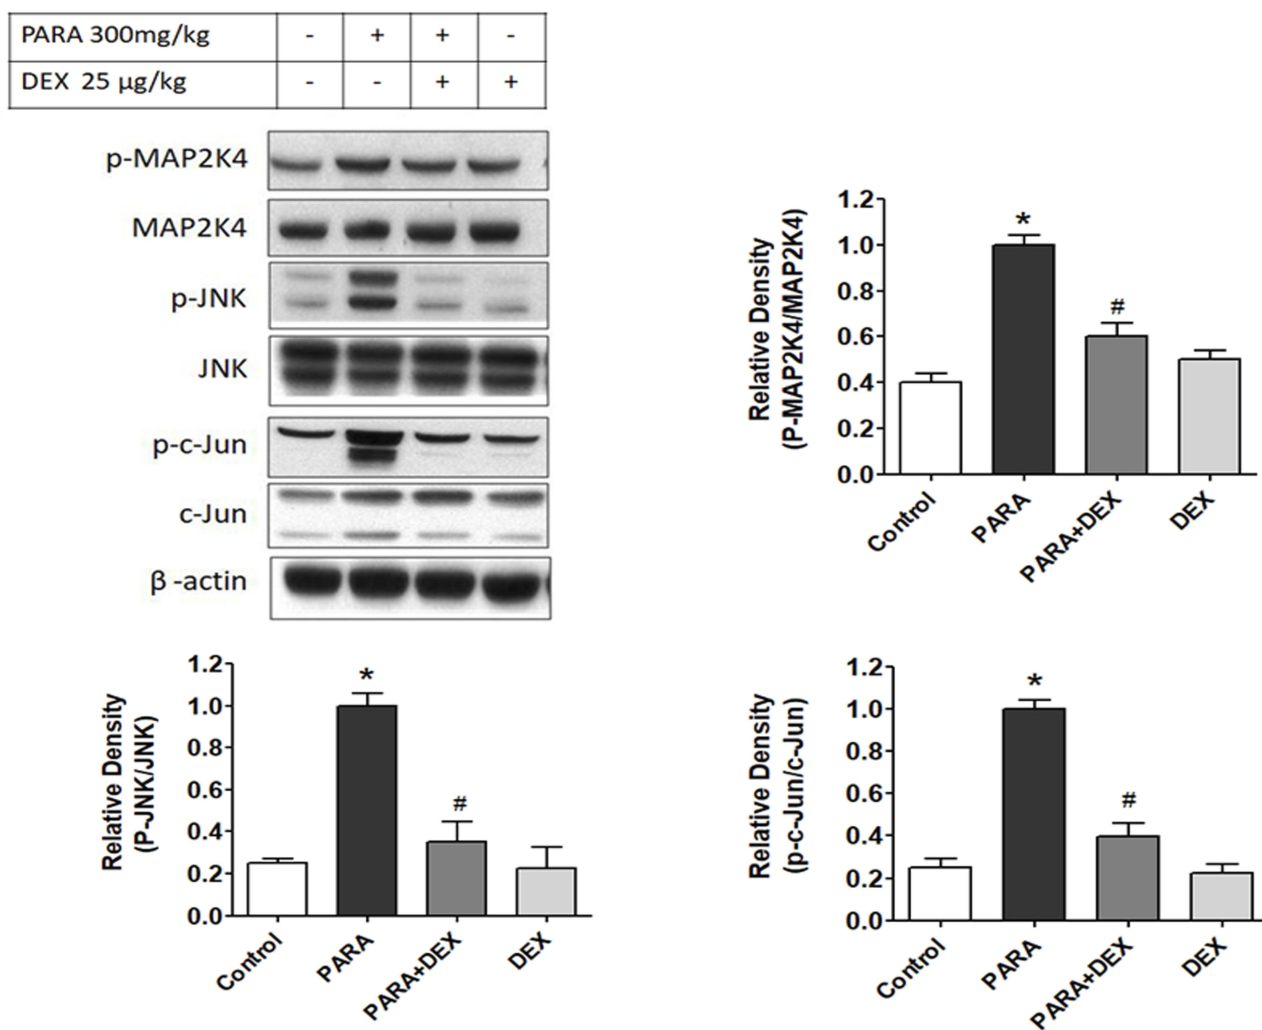 PARA 300mg/kg - + + -
DEX 25 μg/kg - - + +
p-MAP2K4
MAP2K4
p-JNK
JNK
p-c-Jun
c-Jun
β -actin
Relative Density
(P-MAP2K4/MAP2K4)
1.2
1.0
0.8
0.6
0.4
0.2
0.0
*
#
Control
PARA
PARA+DEX
DEX
Relative Density
(P-JNK/JNK)
1.2
1.0
0.8
0.6
0.4
0.2
0.0
*
#
Control
PARA
PARA+DEX
DEX
Relative Density
(p-c-Jun/c-Jun)
1.2
1.0
0.8
0.6
0.4
0.2
0.0
*
#
Control
PARA
PARA+DEX
DEX